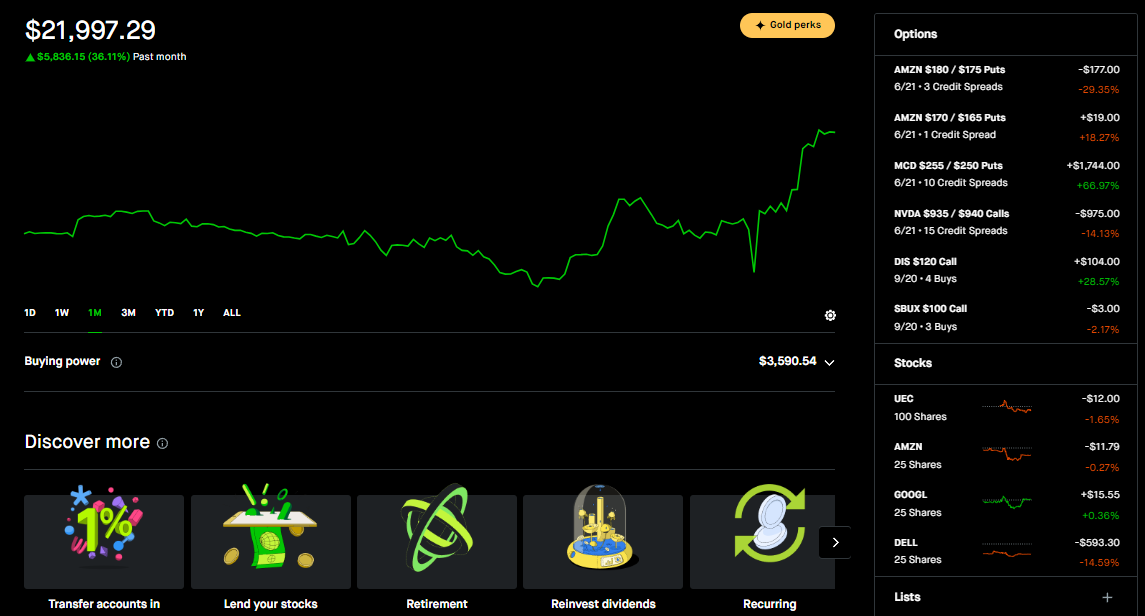 $21,997.29
Gold perks
▲ $5,836.15 (36.11%) Past month
1D 1W 1M 3M YTD 1Y ALL
Buying power
$3,590.54
Discover more
1%
Transfer accounts in
Lend your stocks
Retirement
Reinvest dividends
Recurring
Options
AMZN $180 / $175 Puts -$177.00
6/21 • 3 Credit Spreads -29.35%
AMZN $170 / $165 Puts +$19.00
6/21 • 1 Credit Spread +18.27%
MCD $255 / $250 Puts +$1,744.00
6/21 • 10 Credit Spreads +66.97%
NVDA $935 / $940 Calls -$975.00
6/21 • 15 Credit Spreads -14.13%
DIS $120 Call +$104.00
9/20 • 4 Buys +28.57%
SBUX $100 Call -$3.00
9/20 • 3 Buys -2.17%
Stocks
UEC -$12.00
100 Shares -1.65%
AMZN -$11.79
25 Shares -0.27%
GOOGL +$15.55
25 Shares +0.36%
DELL -$593.30
25 Shares -14.59%
Lists +